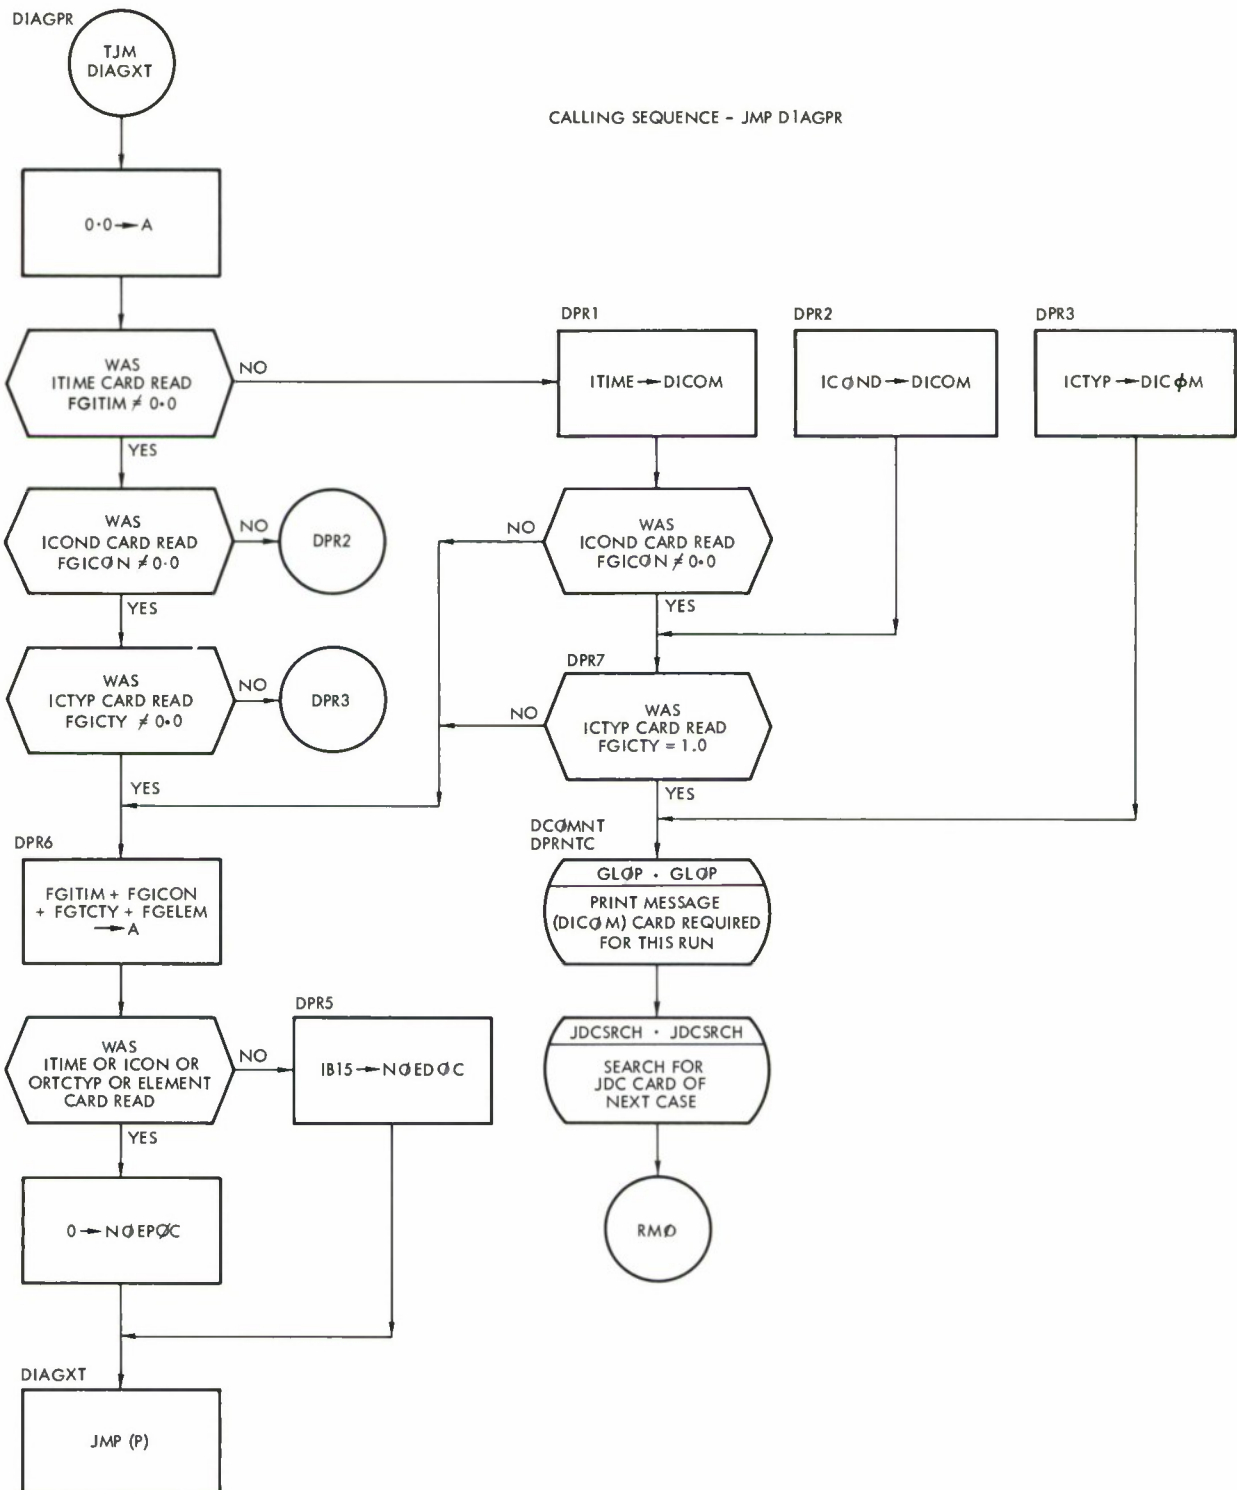 DIAGPR
TJM
DIAGXT
CALLING SEQUENCE - JMP DIAGPR
0·0→A
WAS
ITIME CARD READ
FGITIM ≠ 0·0
NO
YES
DPR1
ITIME→DICOM
DPR2
ICØND→DICOM
DPR3
ICTYP→DICØM
WAS
ICOND CARD READ
FGICØN ≠ 0·0
NO
DPR2
YES
NO
WAS
ICOND CARD READ
FGICØN ≠ 0·0
YES
WAS
ICTYP CARD READ
FGICTY ≠ 0·0
NO
DPR3
YES
DPR7
NO
WAS
ICTYP CARD READ
FGICTY = 1.0
YES
DPR6
FGITIM + FGICON
+ FGTCTY + FGELEM
→A
DCØMNT
DPRNTC
GLØP · GLØP
PRINT MESSAGE
(DICØM) CARD REQUIRED
FOR THIS RUN
WAS
ITIME OR ICON OR
ORTCTYP OR ELEMENT
CARD READ
NO
YES
DPR5
IB15→NØEDØC
JDCSRCH · JDCSRCH
SEARCH FOR
JDC CARD OF
NEXT CASE
0→NØEPØC
RMØ
DIAGXT
JMP (P)